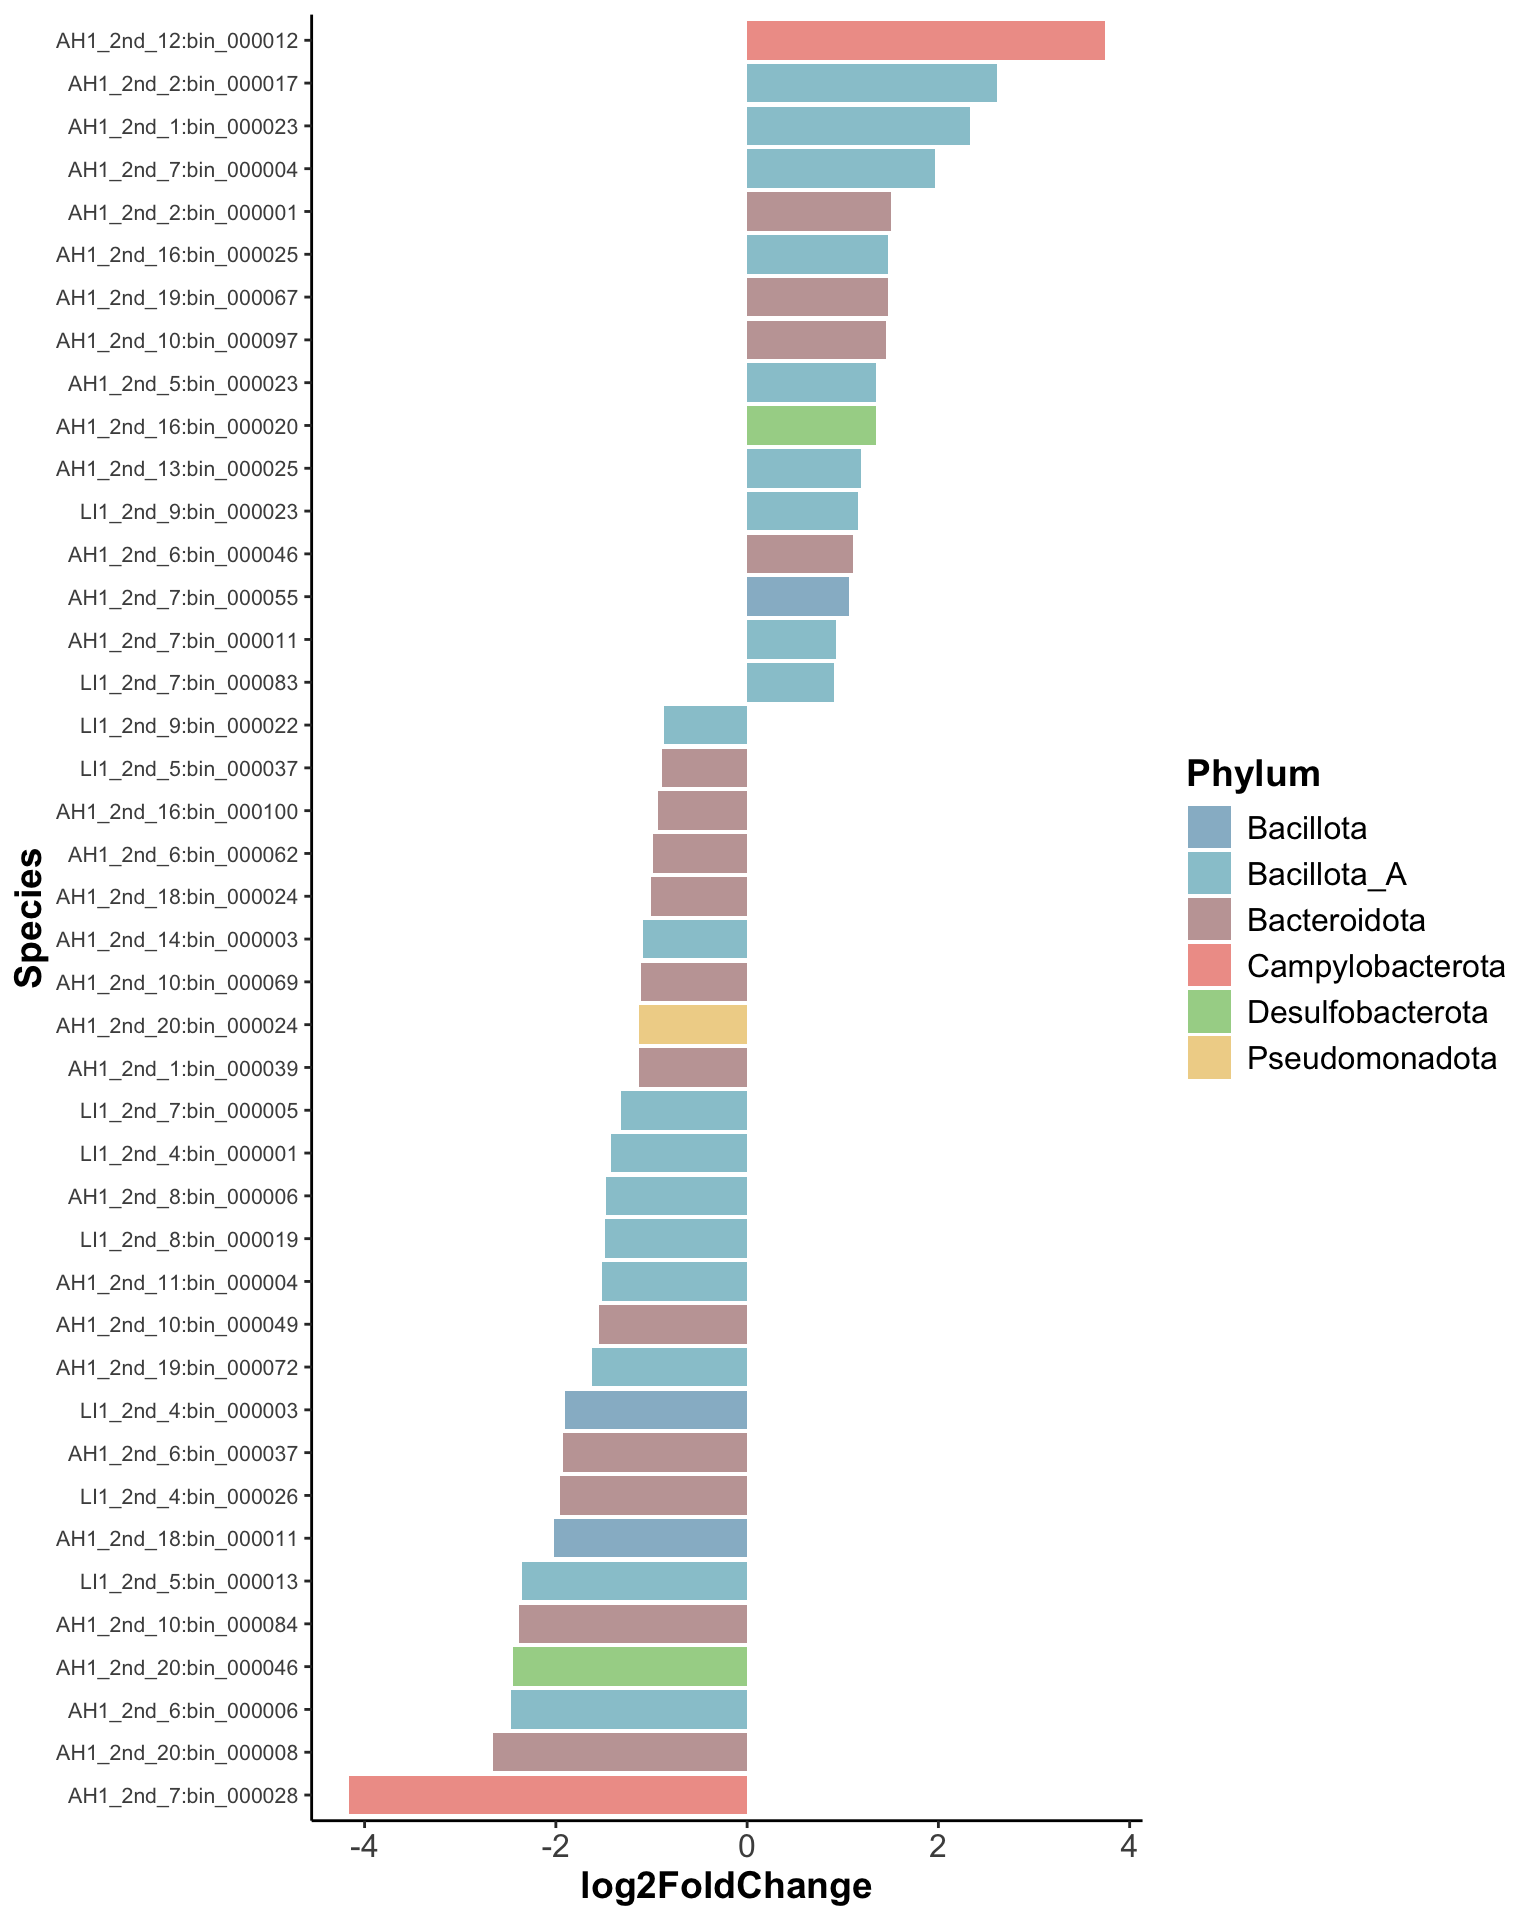 AH1_2nd_12:bin_000012
AH1_2nd_2:bin_000017
AH1_2nd_1:bin_000023
AH1_2nd_7:bin_000004
AH1_2nd_2:bin_000001
AH1_2nd_16:bin_000025
AH1_2nd_19:bin_000067
AH1_2nd_10:bin_000097
AH1_2nd_5:bin_000023
AH1_2nd_16:bin_000020
AH1_2nd_13:bin_000025
LI1_2nd_9:bin_000023
AH1_2nd_6:bin_000046
AH1_2nd_7:bin_000055
AH1_2nd_7:bin_000011
LI1_2nd_7:bin_000083
LI1_2nd_9:bin_000022
LI1_2nd_5:bin_000037
AH1_2nd_16:bin_000100
AH1_2nd_6:bin_000062
AH1_2nd_18:bin_000024
AH1_2nd_14:bin_000003
AH1_2nd_10:bin_000069
AH1_2nd_20:bin_000024
AH1_2nd_1:bin_000039
LI1_2nd_7:bin_000005
LI1_2nd_4:bin_000001
AH1_2nd_8:bin_000006
LI1_2nd_8:bin_000019
AH1_2nd_11:bin_000004
AH1_2nd_10:bin_000049
AH1_2nd_19:bin_000072
LI1_2nd_4:bin_000003
AH1_2nd_6:bin_000037
LI1_2nd_4:bin_000026
AH1_2nd_18:bin_000011
LI1_2nd_5:bin_000013
AH1_2nd_10:bin_000084
AH1_2nd_20:bin_000046
AH1_2nd_6:bin_000006
AH1_2nd_20:bin_000008
AH1_2nd_7:bin_000028
Species
-4 -2 0 2 4
log2FoldChange
Phylum
Bacillota
Bacillota_A
Bacteroidota
Campylobacterota
Desulfobacterota
Pseudomonadota